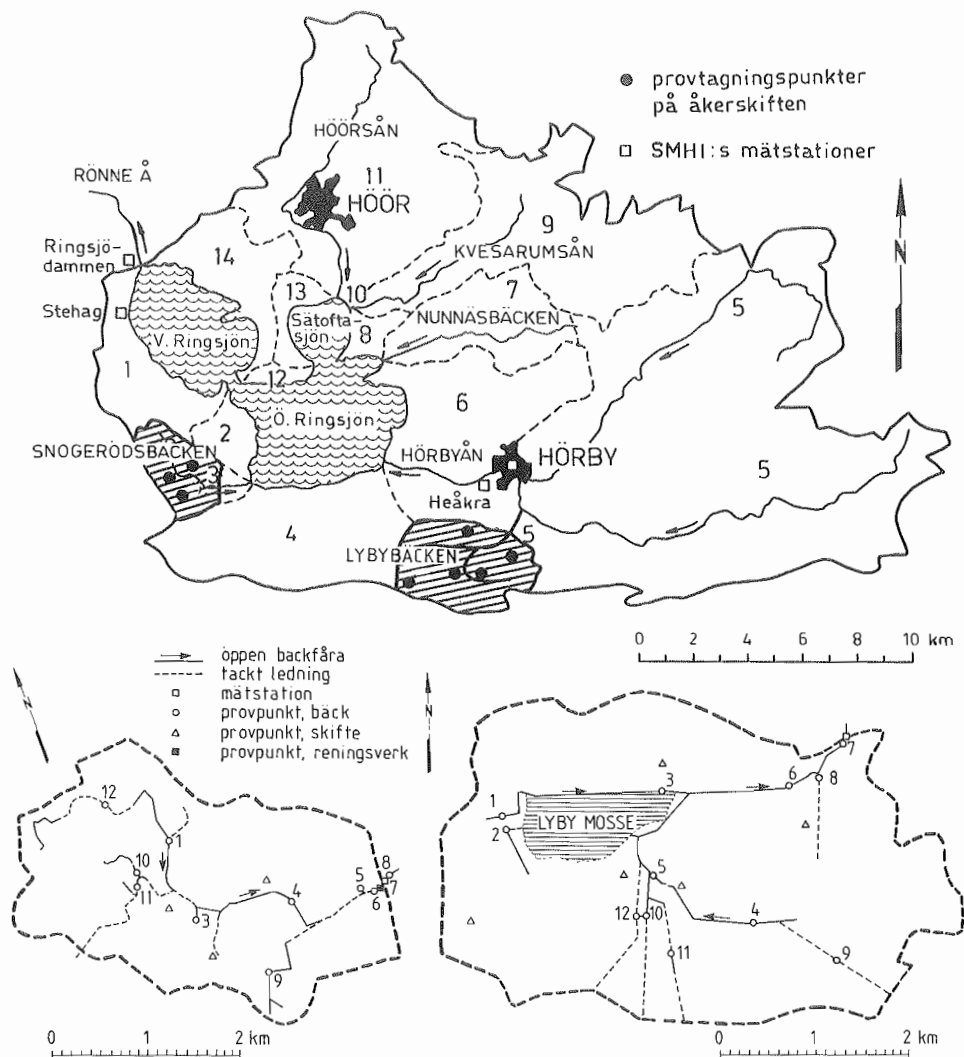 provtagningspunkter
på åkerskiften
SMHI:s mätstationer
HÖÖRSÅN
RÖNNE Å
11
HÖÖR
9
N
Ringsjö-
dammen
14
KVESARUMSÅN
Stehag
13
10
7
5
Sätofta
sjön
8
NUNNÄSBÄCKEN
V. Ringsjön
1
12
6
Ö. Ringsjön
2
SNOGERÖDSBÄCKEN
3
HÖRBYÅN
HÖRBY
5
Heåkra
4
5
LYBYBÄCKEN
0 2 4 6 8 10 km
öppen backfåra
täckt ledning
mätstation
provpunkt, bäck
provpunkt, skifte
provpunkt, reningsverk
N
N
12
1
10
11
3
4
5
6
7
8
9
0 1 2 km
7
8
6
3
1
2
LYBY MOSSE
5
12
10
4
11
9
0 1 2 km